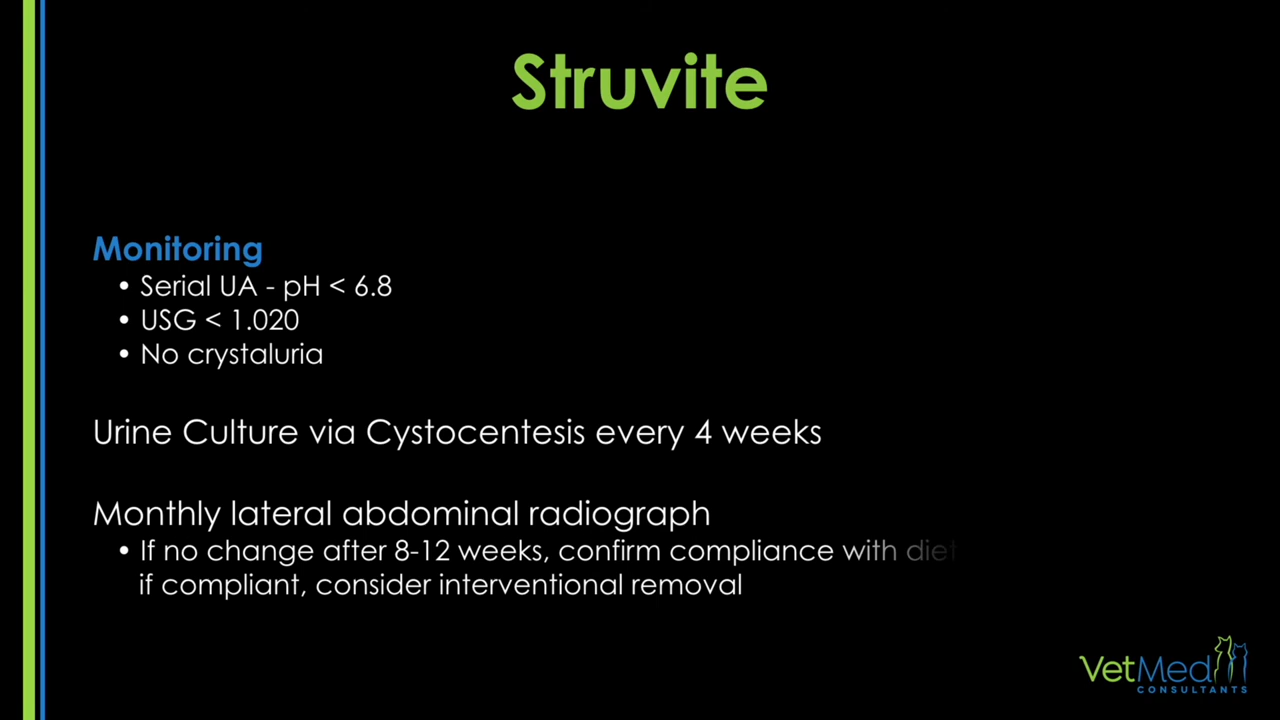 Struvite
Monitoring
• Serial UA - pH < 6.8
• USG < 1.020
• No crystaluria
Urine Culture via Cystocentesis every 4 weeks
Monthly lateral abdominal radiograph
• If no change after 8-12 weeks, confirm compliance with diet
if compliant, consider interventional removal
VetMed
CONSULTANTS